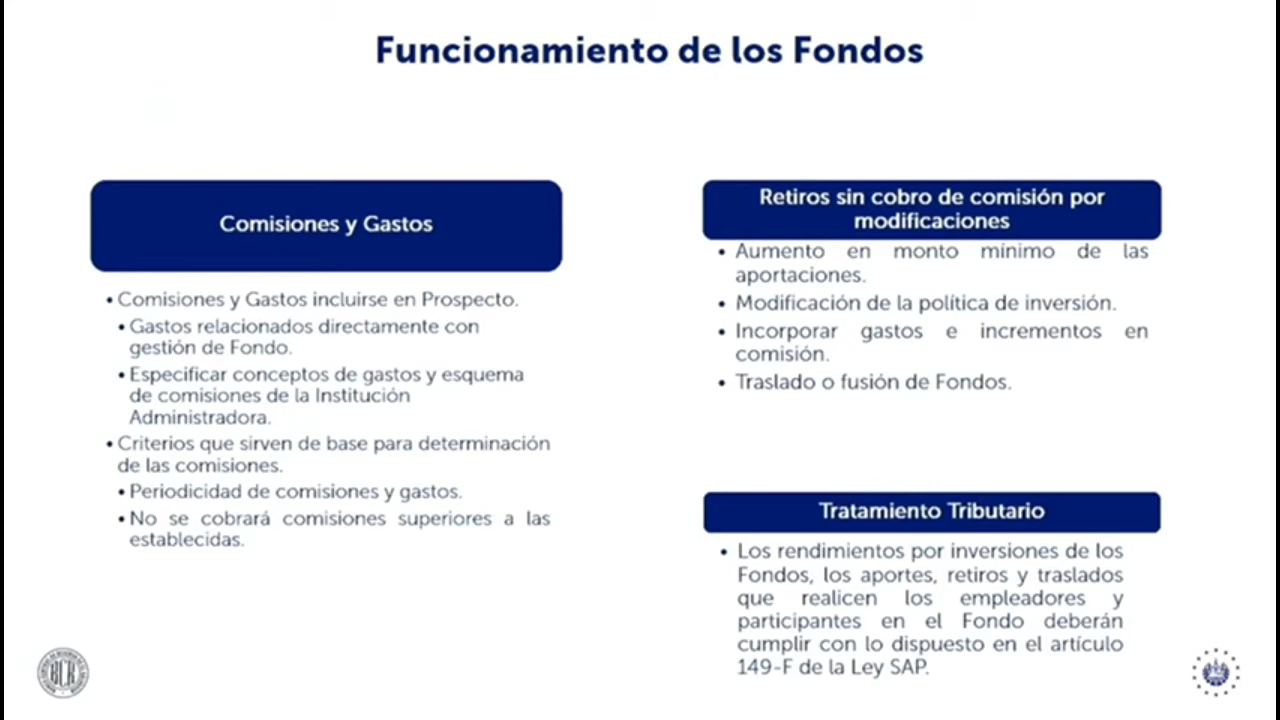 Funcionamiento de los Fondos
Comisiones y Gastos
• Comisiones y Gastos incluirse en Prospecto.
• Gastos relacionados directamente con
gestión de Fondo.
• Especificar conceptos de gastos y esquema
de comisiones de la Institución
Administradora.
• Criterios que sirven de base para determinación
de las comisiones.
• Periodicidad de comisiones y gastos.
• No se cobrará comisiones superiores a las
establecidas.
Retiros sin cobro de comisión por
modificaciones
• Aumento en monto mínimo de las
aportaciones.
• Modificación de la política de inversión.
• Incorporar gastos e incrementos en
comisión.
• Traslado o fusión de Fondos.
Tratamiento Tributario
• Los rendimientos por inversiones de los
Fondos, los aportes, retiros y traslados
que realicen los empleadores y
participantes en el Fondo deberán
cumplir con lo dispuesto en el artículo
149-F de la Ley SAP.
BCR